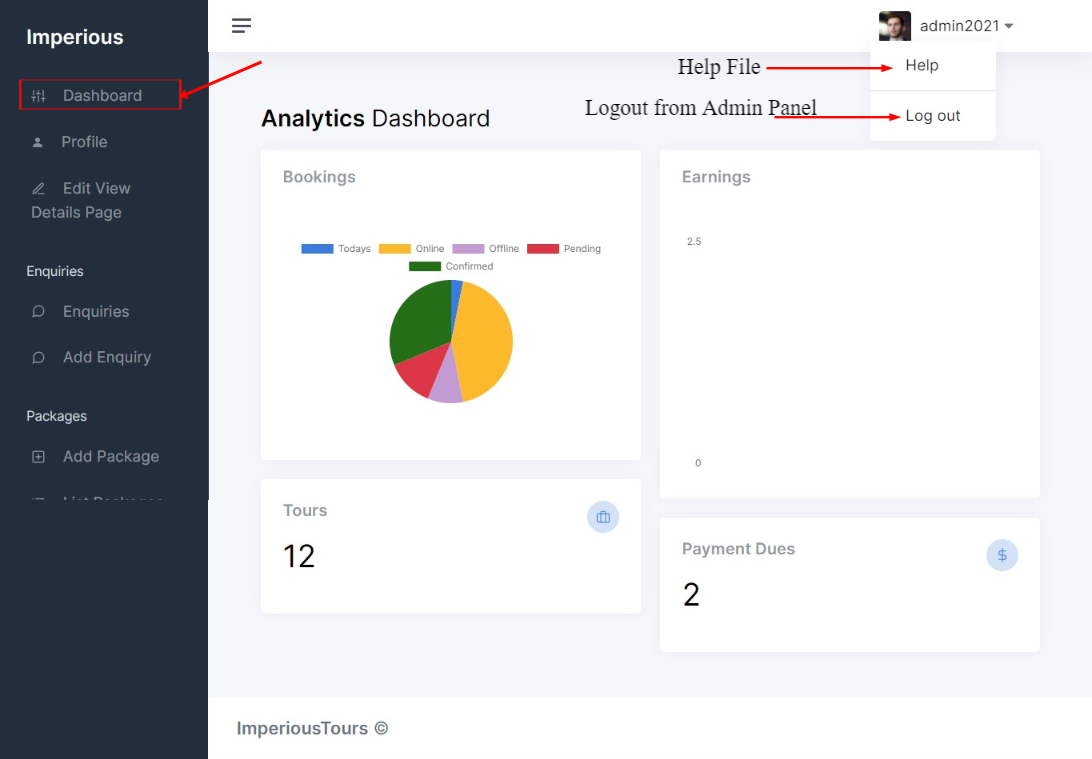 Imperious
Dashboard
Profile
Edit View
Details Page
Enquiries
Enquiries
Add Enquiry
Packages
Add Package
admin2021
Help File
Help
Logout from Admin Panel
Log out
Analytics Dashboard
Bookings
Todays Online Offline Pending
Confirmed
Earnings
2.5
0
Tours
12
Payment Dues
$
2
ImperiousTours ©